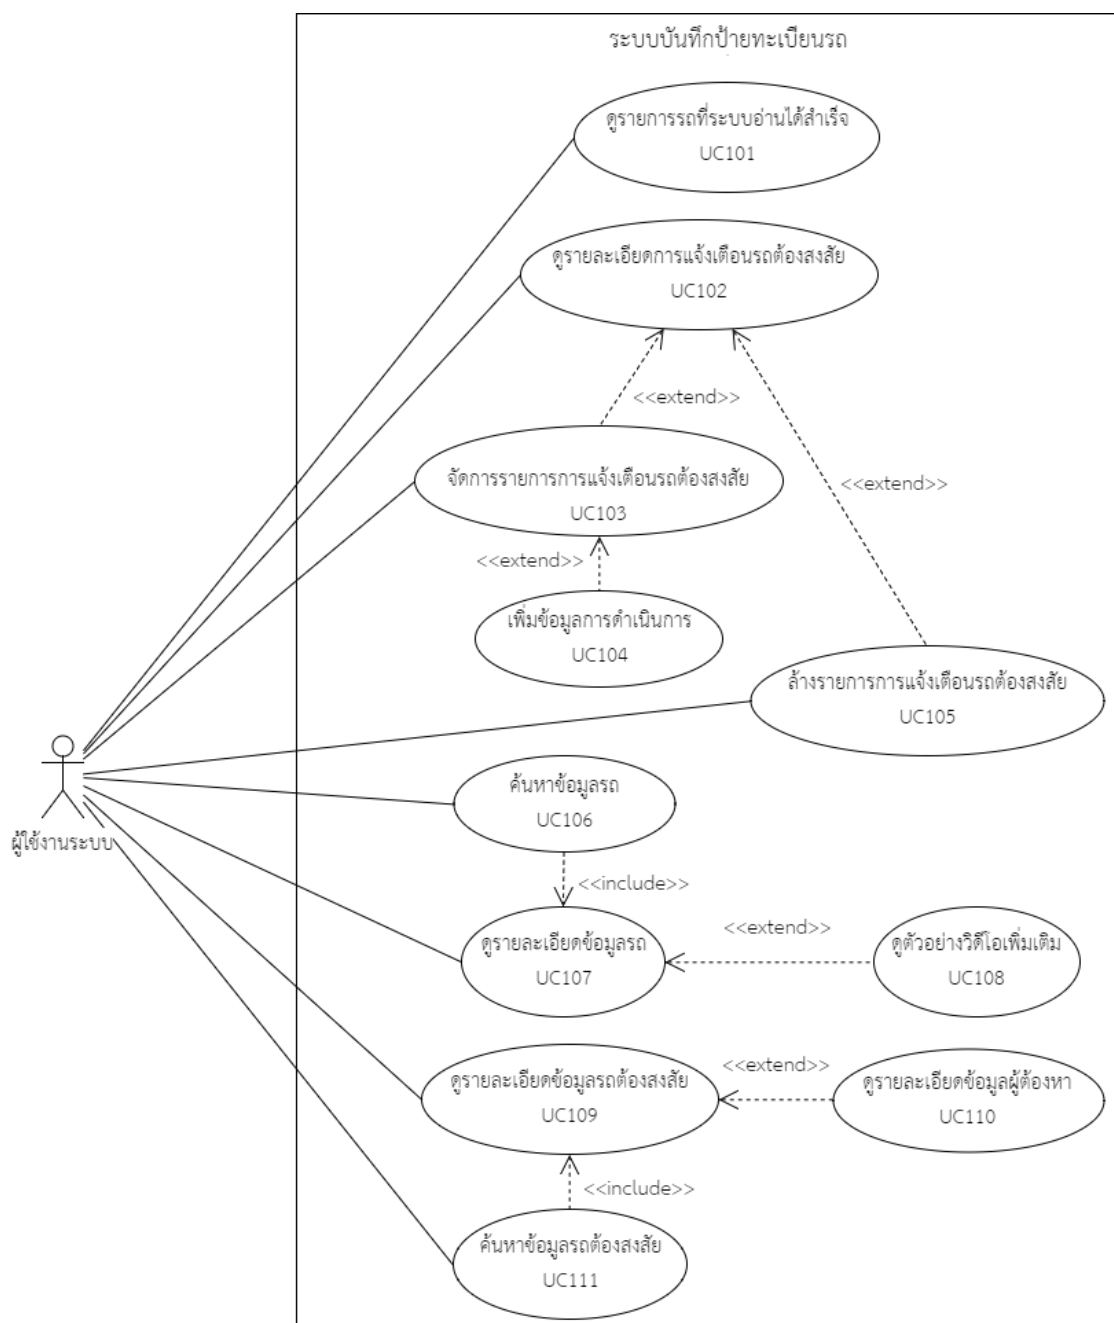 ระบบบันทึกป้ายทะเบียนรถ
ดูรายการรถที่ระบบอ่านได้สำเร็จ
UC101
ดูรายละเอียดการแจ้งเตือนรถต้องสงสัย
UC102
<<extend>>
จัดการรายการการแจ้งเตือนรถต้องสงสัย
UC103
<<extend>>
<<extend>>
เพิ่มข้อมูลการดำเนินการ
UC104
ล้างรายการการแจ้งเตือนรถต้องสงสัย
UC105
ผู้ใช้งานระบบ
ค้นหาข้อมูลรถ
UC106
<<include>>
ดูรายละเอียดข้อมูลรถ
UC107
<<extend>>
ดูตัวอย่างวิดีโอเพิ่มเติม
UC108
ดูรายละเอียดข้อมูลรถต้องสงสัย
UC109
<<extend>>
ดูรายละเอียดข้อมูลผู้ต้องหา
UC110
<<include>>
ค้นหาข้อมูลรถต้องสงสัย
UC111